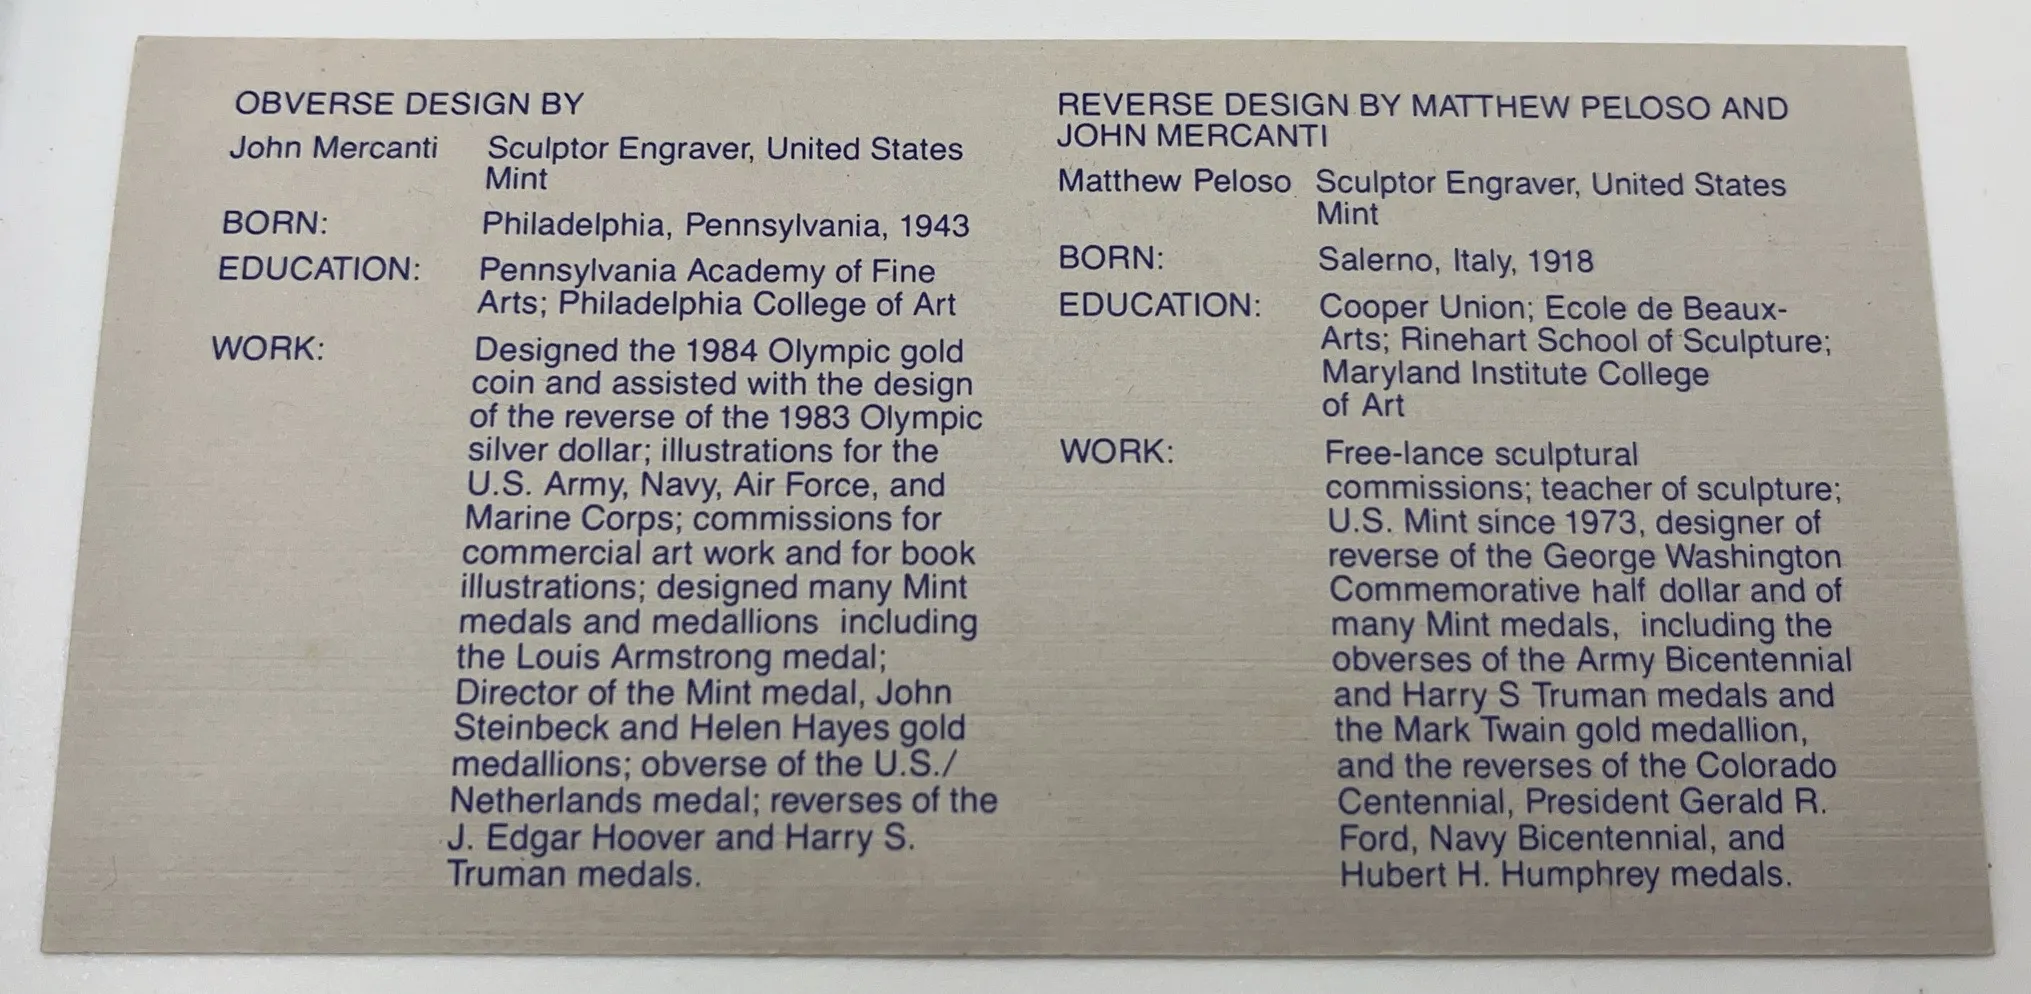 OBVERSE DESIGN BY
John Mercanti Sculptor Engraver, United States
Mint
BORN: Philadelphia, Pennsylvania, 1943
EDUCATION: Pennsylvania Academy of Fine
Arts; Philadelphia College of Art
WORK: Designed the 1984 Olympic gold
coin and assisted with the design
of the reverse of the 1983 Olympic
silver dollar; illustrations for the
U.S. Army, Navy, Air Force, and
Marine Corps; commissions for
commercial art work and for book
illustrations; designed many Mint
medals and medallions including
the Louis Armstrong medal;
Director of the Mint medal, John
Steinbeck and Helen Hayes gold
medallions; obverse of the U.S./
Netherlands medal; reverses of the
J. Edgar Hoover and Harry S.
Truman medals.
REVERSE DESIGN BY MATTHEW PELOSO AND
JOHN MERCANTI
Matthew Peloso Sculptor Engraver, United States
Mint
BORN: Salerno, Italy, 1918
EDUCATION: Cooper Union; Ecole de Beaux-
Arts; Rinehart School of Sculpture;
Maryland Institute College
of Art
WORK: Free-lance sculptural
commissions; teacher of sculpture;
U.S. Mint since 1973, designer of
reverse of the George Washington
Commemorative half dollar and of
many Mint medals, including the
obverses of the Army Bicentennial
and Harry S Truman medals and
the Mark Twain gold medallion,
and the reverses of the Colorado
Centennial, President Gerald R.
Ford, Navy Bicentennial, and
Hubert H. Humphrey medals.